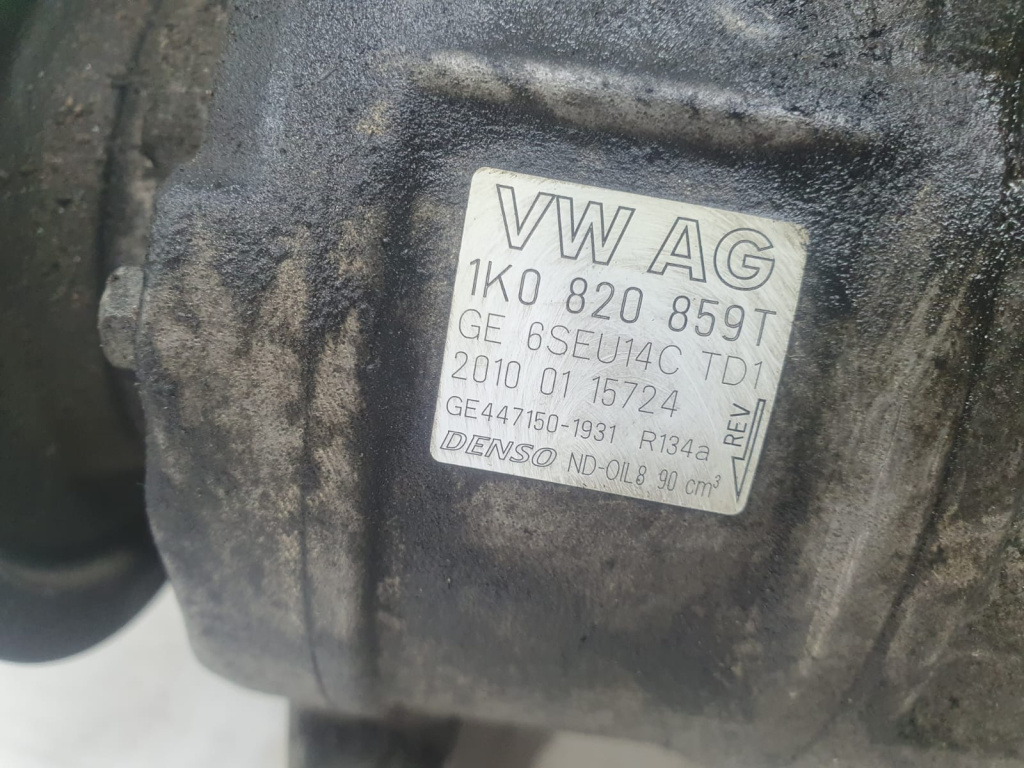 VW AG
1K0 820 859T
GE 6SEU14C TD1
2010 01 15724
GE447150-1931 R134a
DENSO ND-OIL8 90 cm³
REV